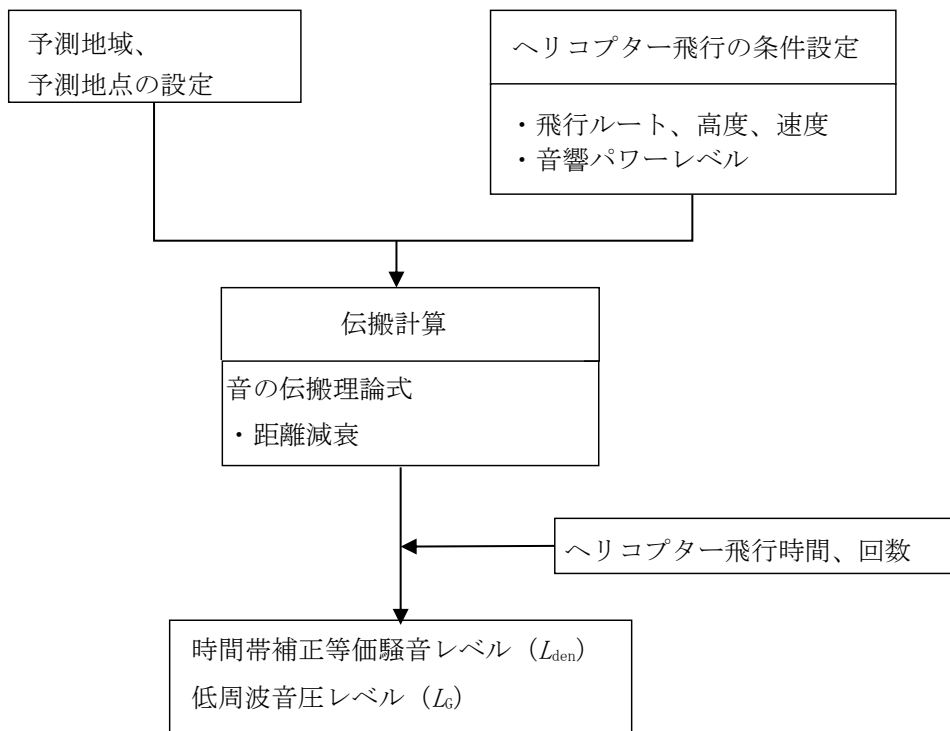 予測地域、
予測地点の設定
ヘリコプター飛行の条件設定
・飛行ルート、高度、速度
・音響パワーレベル
伝搬計算
音の伝搬理論式
・距離減衰
ヘリコプター飛行時間、回数
時間帯補正等価騒音レベル（Lden）
低周波音圧レベル（LG）